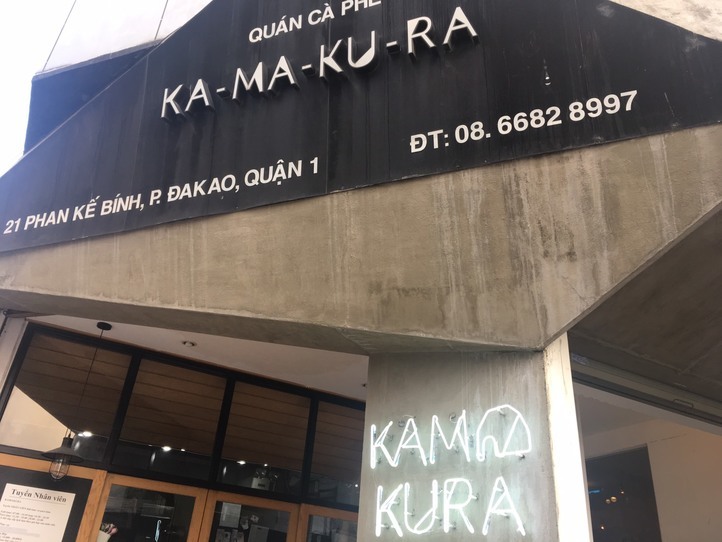 QUÁN CÀ PHÊ
KA-MA-KU-RA
ĐT: 08. 6682 8997
21 PHAN KẾ BÍNH, P. ĐAKAO, QUẬN 1
KAMA
KURA
Tuyển Nhân viên